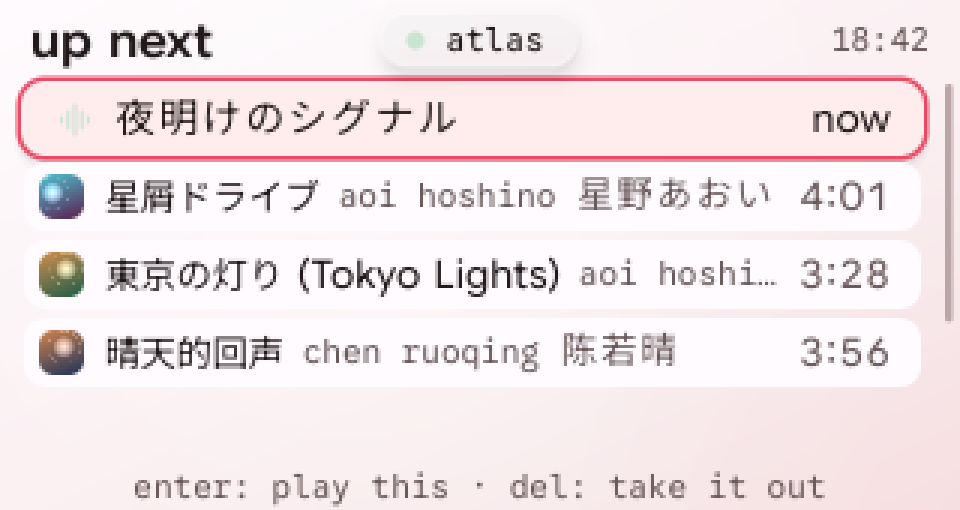 up next atlas 18:42
夜明けのシグナル now
星屑ドライブ aoi hoshino 星野あおい 4:01
東京の灯り (Tokyo Lights) aoi hoshi… 3:28
晴天的回声 chen ruoqing 陈若晴 3:56
enter: play this · del: take it out